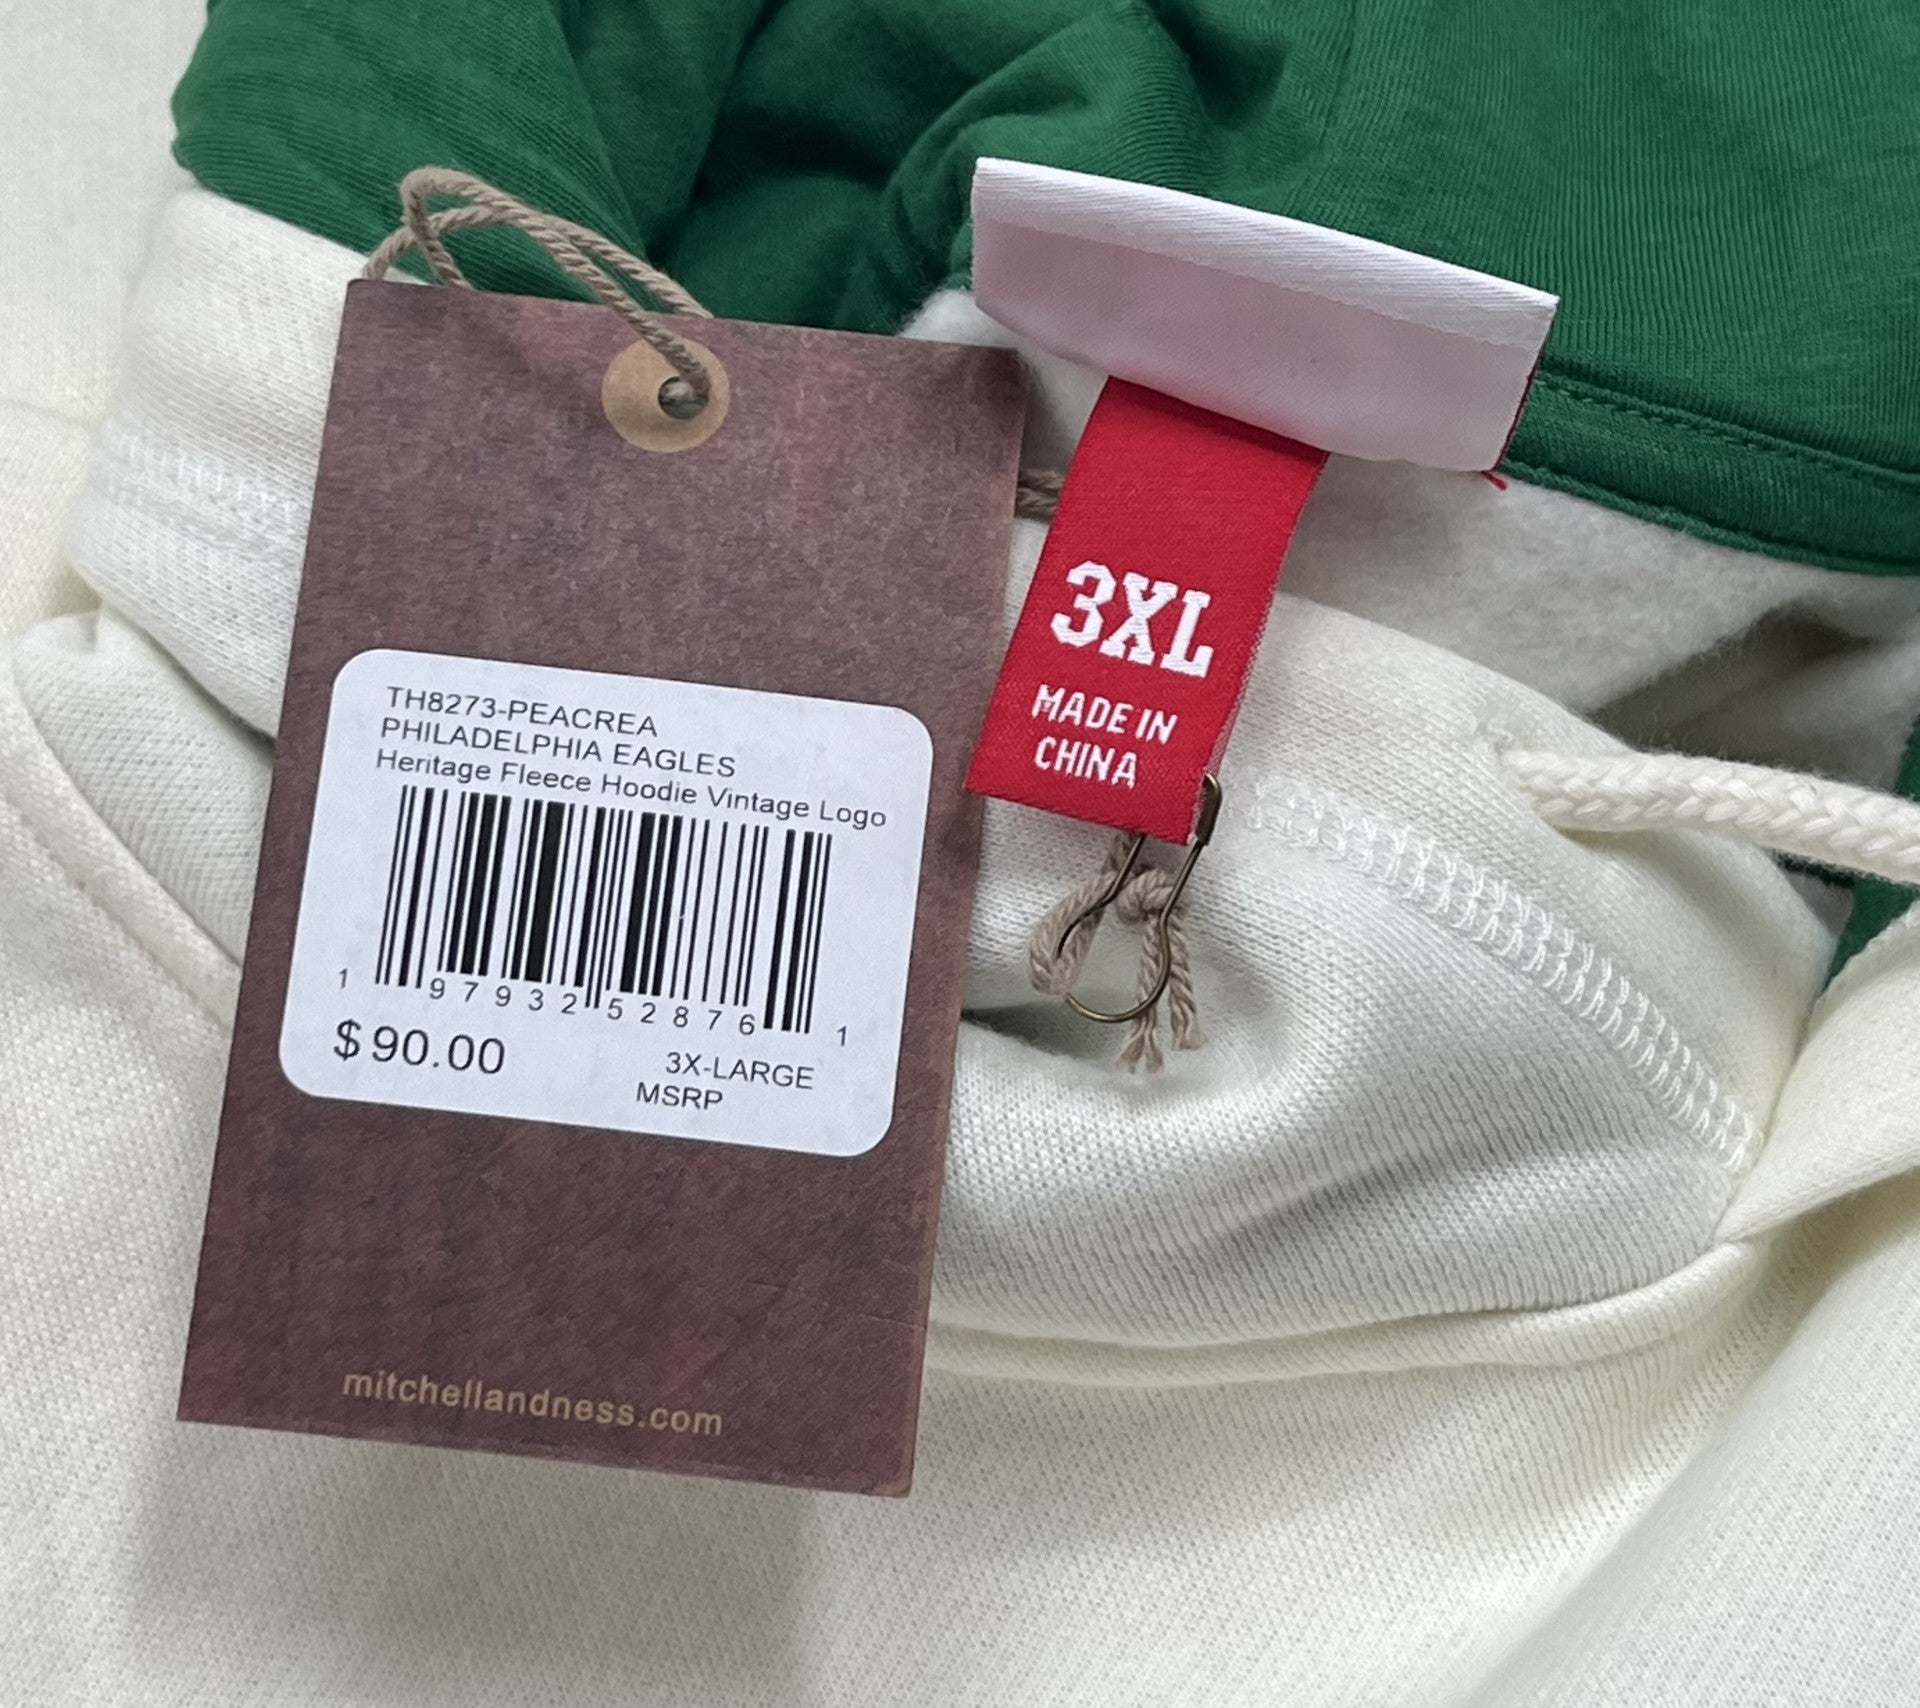 TH8273-PEACREA
PHILADELPHIA EAGLES
Heritage Fleece Hoodie Vintage Logo
1 97932 52876 1
$90.00
3X-LARGE
MSRP
mitchellandness.com
3XL
MADE IN
CHINA